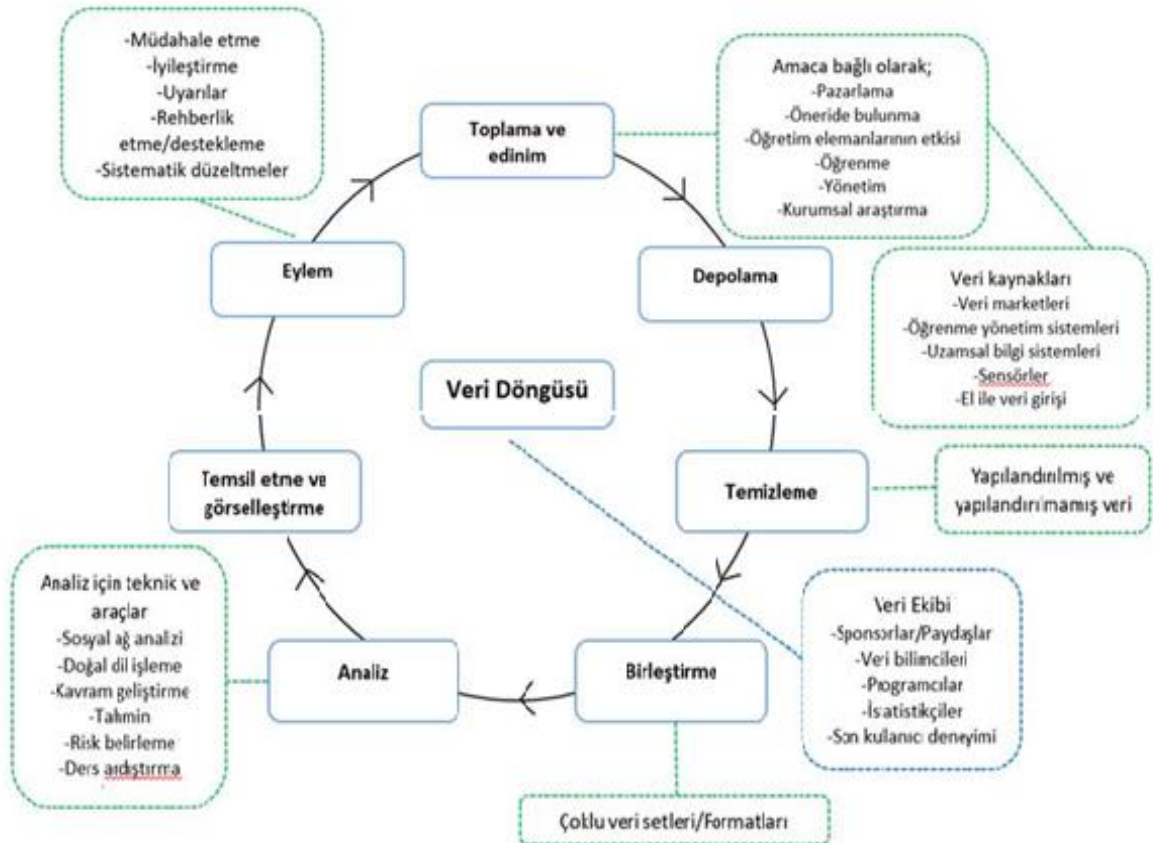 -Müdahale etme
-İyileştirme
-Uyarılar
-Rehberlik
etme/destekleme
-Sistematik düzeltmeler
Toplama ve
edinim
Amaca bağlı olarak;
-Pazarlama
-Öneride bulunma
-Öğretim elemanlarının etkisi
-Öğrenme
-Yönetim
-Kurumsal araştırma
Eylem
Depolama
Veri kaynakları
-Veri marketleri
-Öğrenme yönetim sistemleri
-Uzamsal bilgi sistemleri
-Sensörler
-El ile veri girişi
Veri Döngüsü
Temsil etme ve
görselleştirme
Temizleme
Yapılandırılmış ve
yapılandırılmamış veri
Analiz için teknik ve
araçlar
-Sosyal ağ analizi
-Doğal dil işleme
-Kavram geliştirme
-Tahmin
-Risk belirleme
-Ders ardıştırma
Analiz
Birleştirme
Veri Ekibi
-Sponsorlar/Paydaşlar
-Veri bilimcileri
-Programcılar
-İstatistikçiler
-Son kullanıcı deneyimi
Çoklu veri setleri/Formatları